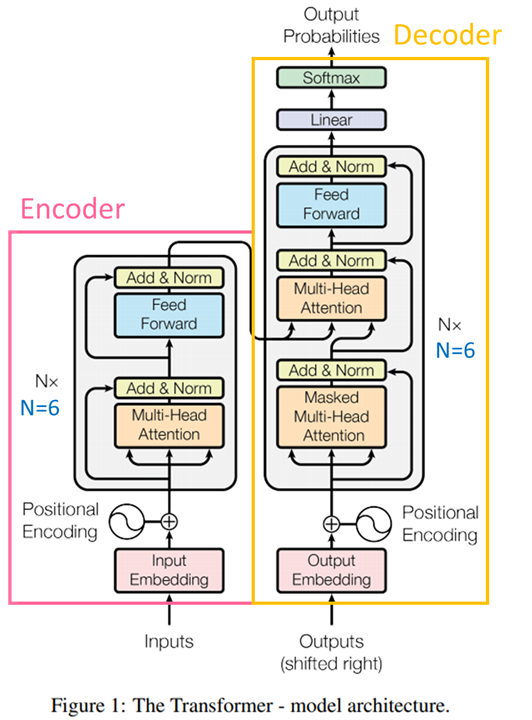 Output
Probabilities
Decoder
Softmax
Linear
Add & Norm
Feed
Forward
Add & Norm
Multi-Head
Attention
Add & Norm
Masked
Multi-Head
Attention
N×
N=6
Positional
Encoding
Output
Embedding
Outputs
(shifted right)
Encoder
Add & Norm
Feed
Forward
Add & Norm
Multi-Head
Attention
N×
N=6
Positional
Encoding
Input
Embedding
Inputs
Figure 1: The Transformer - model architecture.